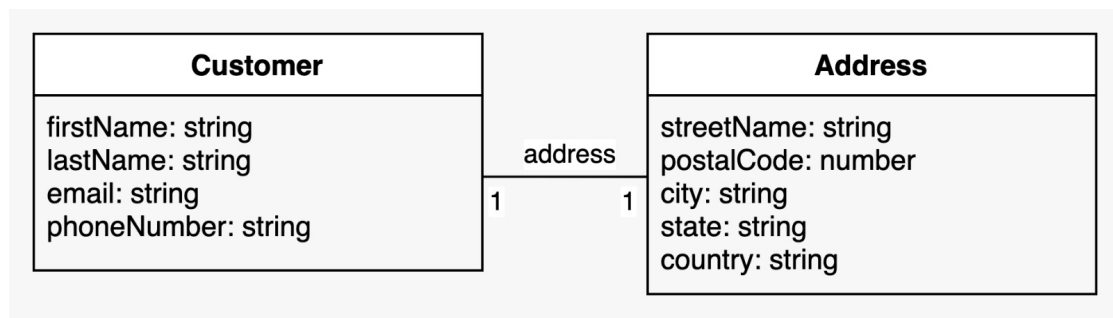 Customer
firstName: string
lastName: string
email: string
phoneNumber: string
address
1
1
Address
streetName: string
postalCode: number
city: string
state: string
country: string